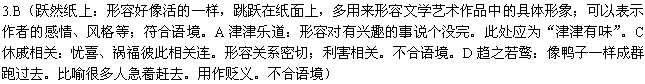 3.B（跃然纸上：形容好像活的一样，跳跃在纸面上，多用来形容文学艺术作品中的具体形象；可以表示
作者的感情、风格等；符合语境。A 津津乐道：形容对有兴趣的事说个没完。此处应为“津津有味”。C
休戚相关：忧喜、祸福彼此相关连。形容关系密切；利害相关。不合语境。D 趋之若鹜：像鸭子一样成群
跑过去。比喻很多人急着赶去。用作贬义。不合语境）